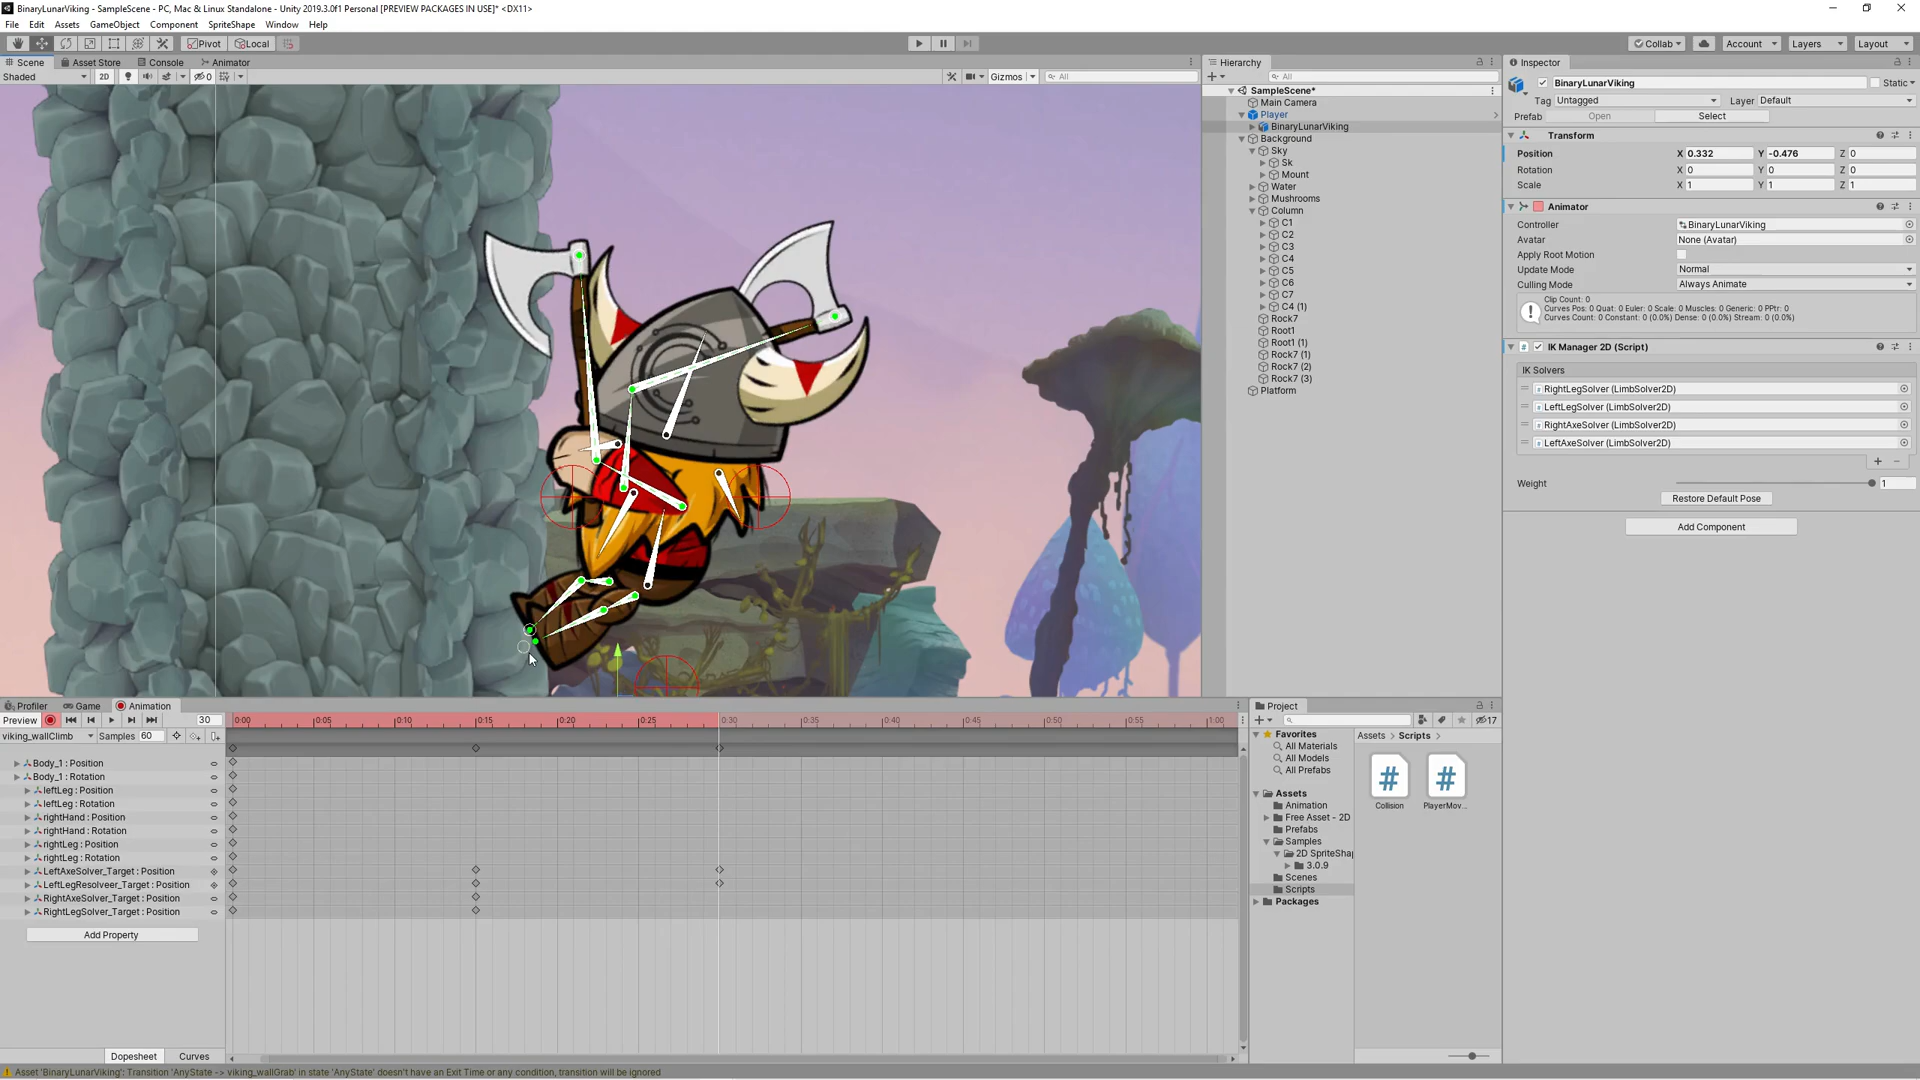 BinaryLunarViking - SampleScene - PC, Mac & Linux Standalone - Unity 2019.3.0f1 Personal [PREVIEW PACKAGES IN USE]* <DX11>
File Edit Assets GameObject Component SpriteShape Window Help
Pivot Local Collab Account Layers Layout
Scene Asset Store Console Animator
Shaded 2D 0 Gizmos All
Hierarchy
All
SampleScene*
Main Camera
Player
BinaryLunarViking
Background
Sky
Sk
Mount
Water
Mushrooms
Column
C1
C2
C3
C4
C5
C6
C7
C4 (1)
Rock7
Root1
Root1 (1)
Rock7 (1)
Rock7 (2)
Rock7 (3)
Platform
Inspector
BinaryLunarViking Static
Tag Untagged Layer Default
Prefab Open Select
Transform
Position X 0.332 Y -0.476 Z 0
Rotation X 0 Y 0 Z 0
Scale X 1 Y 1 Z 1
Animator
Controller BinaryLunarViking
Avatar None (Avatar)
Apply Root Motion
Update Mode Normal
Culling Mode Always Animate
Clip Count: 0
Curves Pos: 0 Quat: 0 Euler: 0 Scale: 0 Muscles: 0 Generic: 0 PPtr: 0
Curves Count: 0 Constant: 0 (0.0%) Dense: 0 (0.0%) Stream: 0 (0.0%)
IK Manager 2D (Script)
IK Solvers
RightLegSolver (LimbSolver2D)
LeftLegSolver (LimbSolver2D)
RightAxeSolver (LimbSolver2D)
LeftAxeSolver (LimbSolver2D)
Weight 1
Restore Default Pose
Add Component
Profiler Game Animation
Preview 30 0:00 0:05 0:10 0:15 0:20 0:25 0:30 0:35 0:40 0:45 0:50 0:55 1:00
viking_wallClimb Samples 60
Body_1 : Position
Body_1 : Rotation
leftLeg : Position
leftLeg : Rotation
rightHand : Position
rightHand : Rotation
rightLeg : Position
rightLeg : Rotation
LeftAxeSolver_Target : Position
LeftLegResolveer_Target : Position
RightAxeSolver_Target : Position
RightLegSolver_Target : Position
Add Property
Dopesheet Curves
Project
17
Favorites
All Materials
All Models
All Prefabs
Assets
Animation
Free Asset - 2D
Prefabs
Samples
2D SpriteShap
3.0.9
Scenes
Scripts
Packages
Assets > Scripts >
Collision PlayerMov...
Asset 'BinaryLunarViking': Transition 'AnyState -> viking_wallGrab' in state 'AnyState' doesn't have an Exit Time or any condition, transition will be ignored